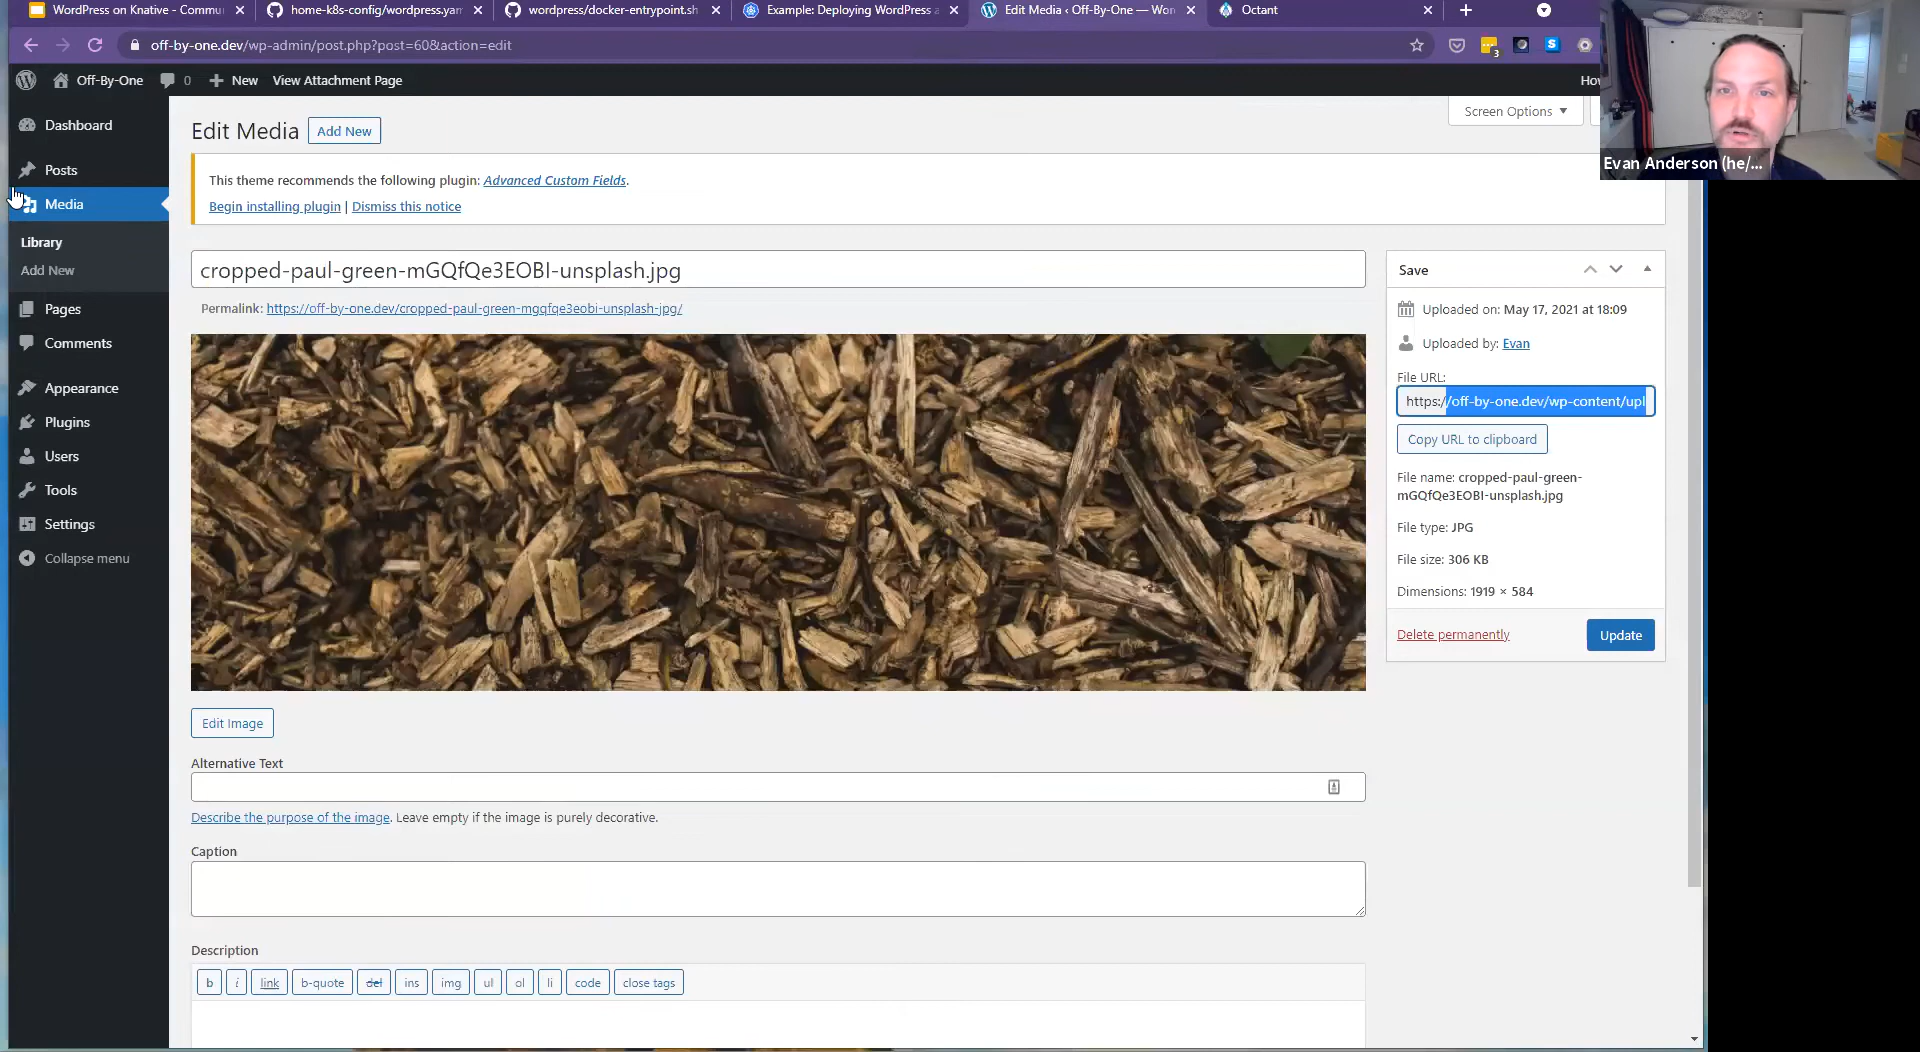 WordPress on Knative - Commu
home-k8s-config/wordpress.yam
wordpress/docker-entrypoint.sh
Example: Deploying WordPress a
Edit Media ‹ Off-By-One — Wor
Octant
off-by-one.dev/wp-admin/post.php?post=60&action=edit
3
S
Off-By-One
0
New
View Attachment Page
How
Evan Anderson (he/...
Dashboard
Posts
Media
Library
Add New
Pages
Comments
Appearance
Plugins
Users
Tools
Settings
Collapse menu
Screen Options
Edit Media
Add New
This theme recommends the following plugin: Advanced Custom Fields.
Begin installing plugin | Dismiss this notice
cropped-paul-green-mGQfQe3EOBI-unsplash.jpg
Permalink: https://off-by-one.dev/cropped-paul-green-mgqfqe3eobi-unsplash-jpg/
Edit Image
Alternative Text
Describe the purpose of the image. Leave empty if the image is purely decorative.
Caption
Description
b
i
link
b-quote
del
ins
img
ul
ol
li
code
close tags
Save
Uploaded on: May 17, 2021 at 18:09
Uploaded by: Evan
File URL:
https://off-by-one.dev/wp-content/upl
Copy URL to clipboard
File name: cropped-paul-green-
mGQfQe3EOBI-unsplash.jpg
File type: JPG
File size: 306 KB
Dimensions: 1919 × 584
Delete permanently
Update